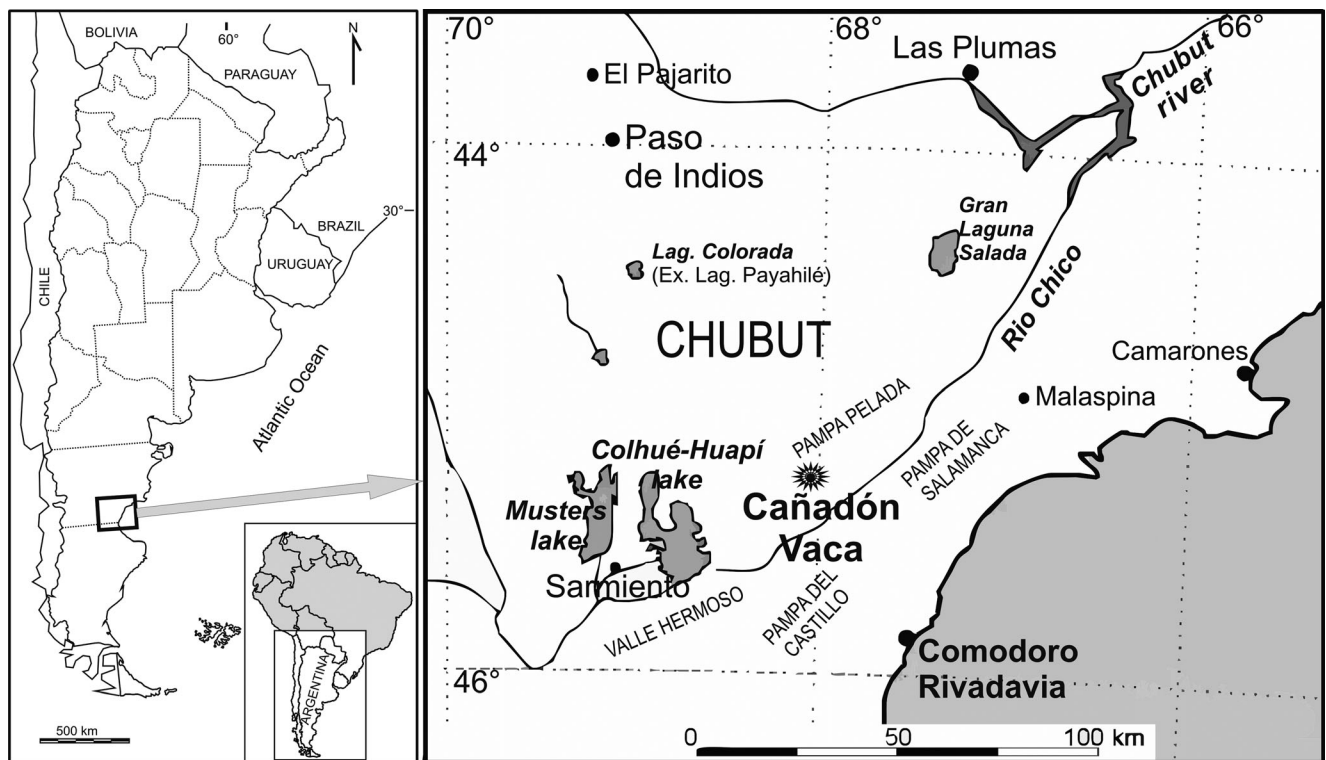 BOLIVIA
60°
N
PARAGUAY
30°
BRAZIL
URUGUAY
CHILE
Atlantic Ocean
ARGENTINA
500 km
70°
68°
66°
Las Plumas
Chubut
river
El Pajarito
Paso
de Indios
44°
Gran
Laguna
Salada
Lag. Colorada
(Ex. Lag. Payahilé)
Rio Chico
CHUBUT
Camarones
Malaspina
PAMPA PELADA
PAMPA DE
SALAMANCA
Colhué-Huapí
lake
Musters
lake
Cañadón
Vaca
Sarmiento
VALLE HERMOSO
PAMPA DEL
CASTILLO
46°
Comodoro
Rivadavia
0 50 100 km